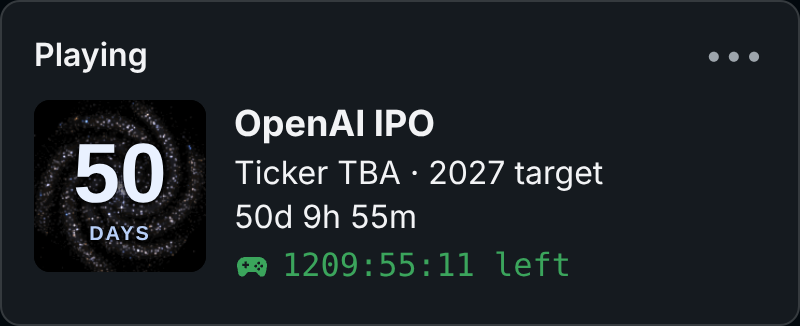 Playing
50
DAYS
OpenAI IPO
Ticker TBA · 2027 target
50d 9h 55m
1209:55:11 left